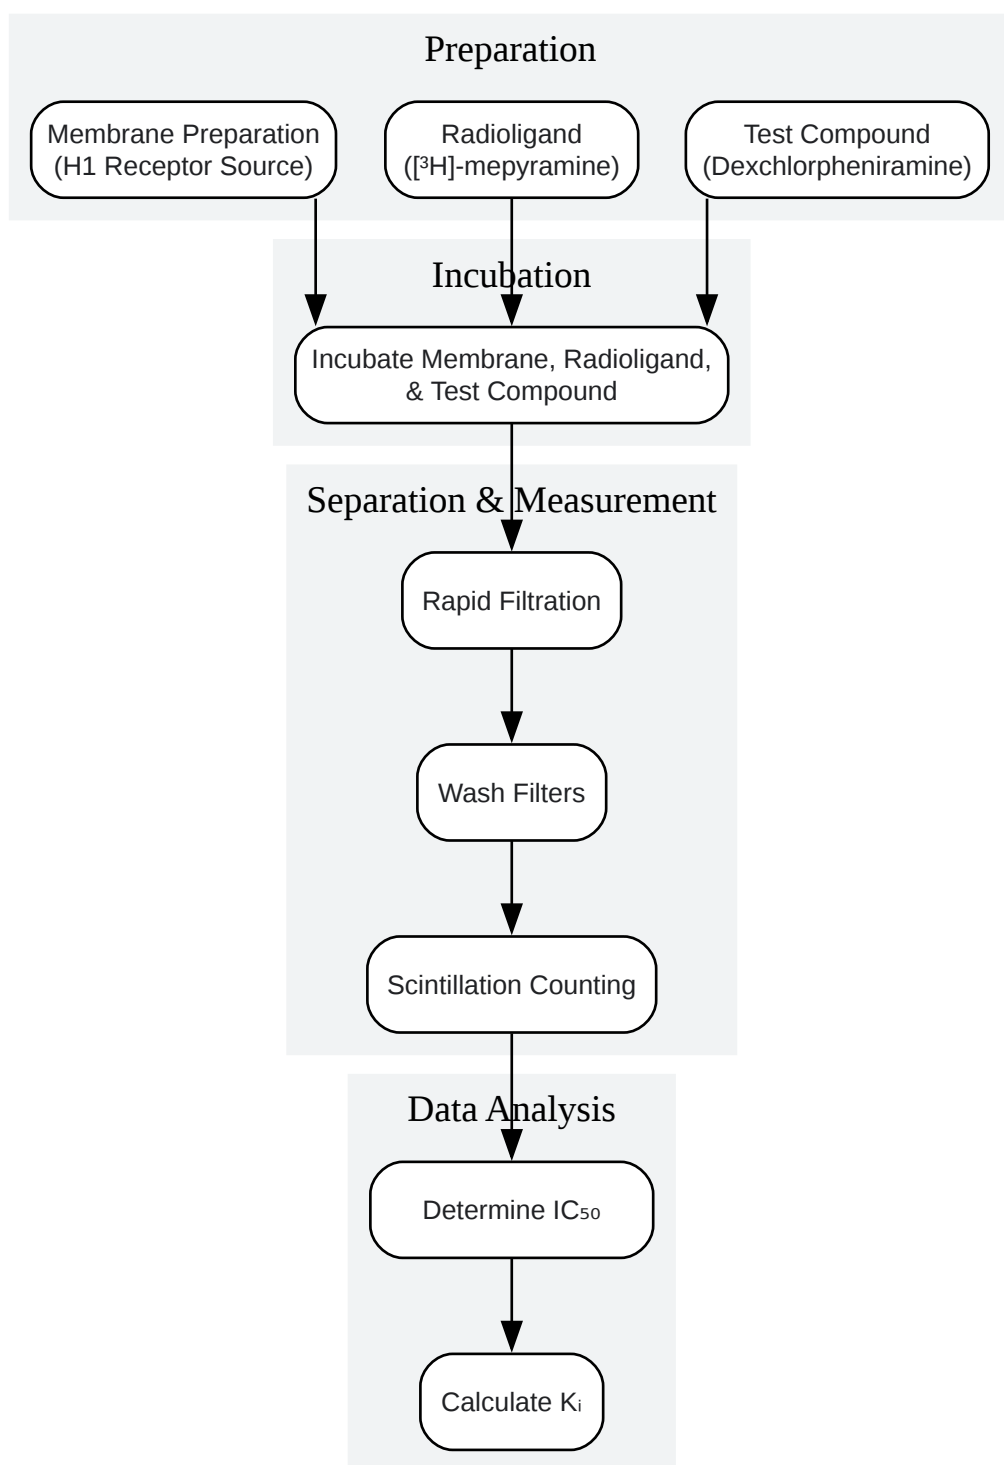 Preparation
Membrane Preparation
(H1 Receptor Source)
Radioligand
([³H]-mepyramine)
Test Compound
(Dexchlorpheniramine)
Incubation
Incubate Membrane, Radioligand,
& Test Compound
Separation & Measurement
Rapid Filtration
Wash Filters
Scintillation Counting
Data Analysis
Determine IC₅₀
Calculate Kᵢ